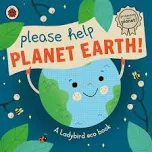 please help
PLANET EARTH!
A Ladybird eco book